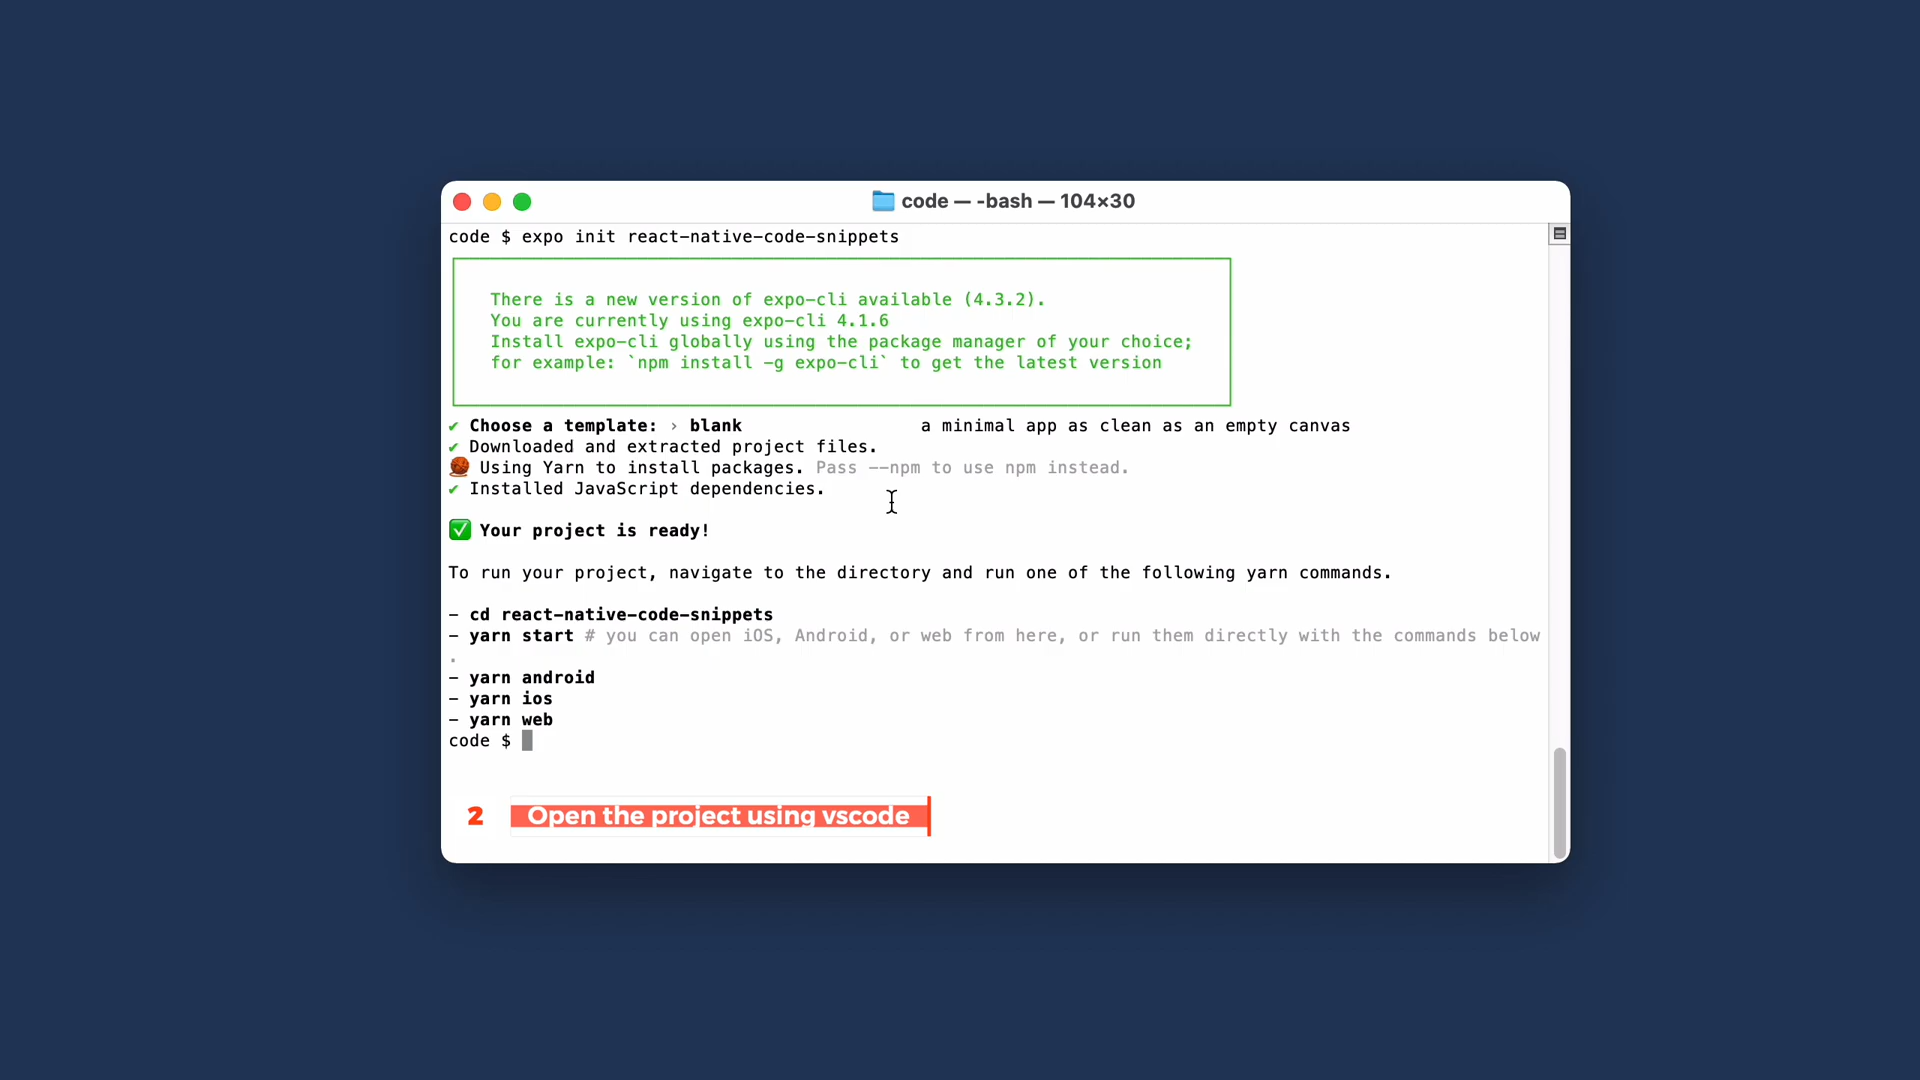 code — -bash — 104×30
code $ expo init react-native-code-snippets
There is a new version of expo-cli available (4.3.2).
You are currently using expo-cli 4.1.6
Install expo-cli globally using the package manager of your choice;
for example: `npm install -g expo-cli` to get the latest version
✔ Choose a template: › blank a minimal app as clean as an empty canvas
✔ Downloaded and extracted project files.
🧶 Using Yarn to install packages. Pass --npm to use npm instead.
✔ Installed JavaScript dependencies.
✅ Your project is ready!
To run your project, navigate to the directory and run one of the following yarn commands.
- cd react-native-code-snippets
- yarn start # you can open iOS, Android, or web from here, or run them directly with the commands below
.
- yarn android
- yarn ios
- yarn web
code $
2 Open the project using vscode